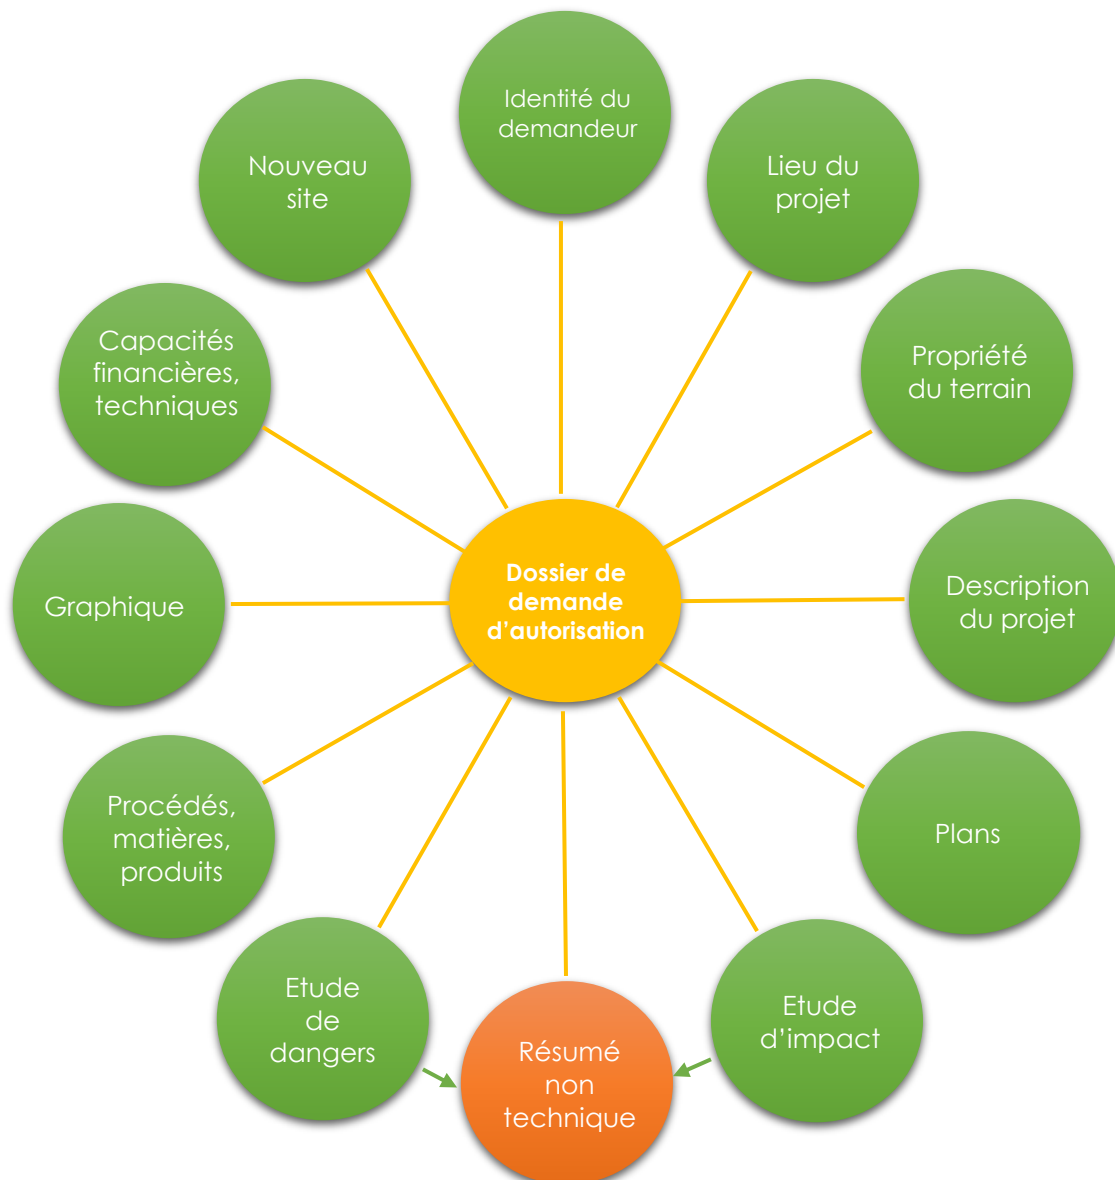 Identité du
demandeur
Nouveau
site
Lieu du
projet
Capacités
financières,
techniques
Propriété
du terrain
Graphique
Dossier de
demande
d’autorisation
Description
du projet
Procédés,
matières,
produits
Plans
Etude
de
dangers
Résumé
non
technique
Etude
d’impact